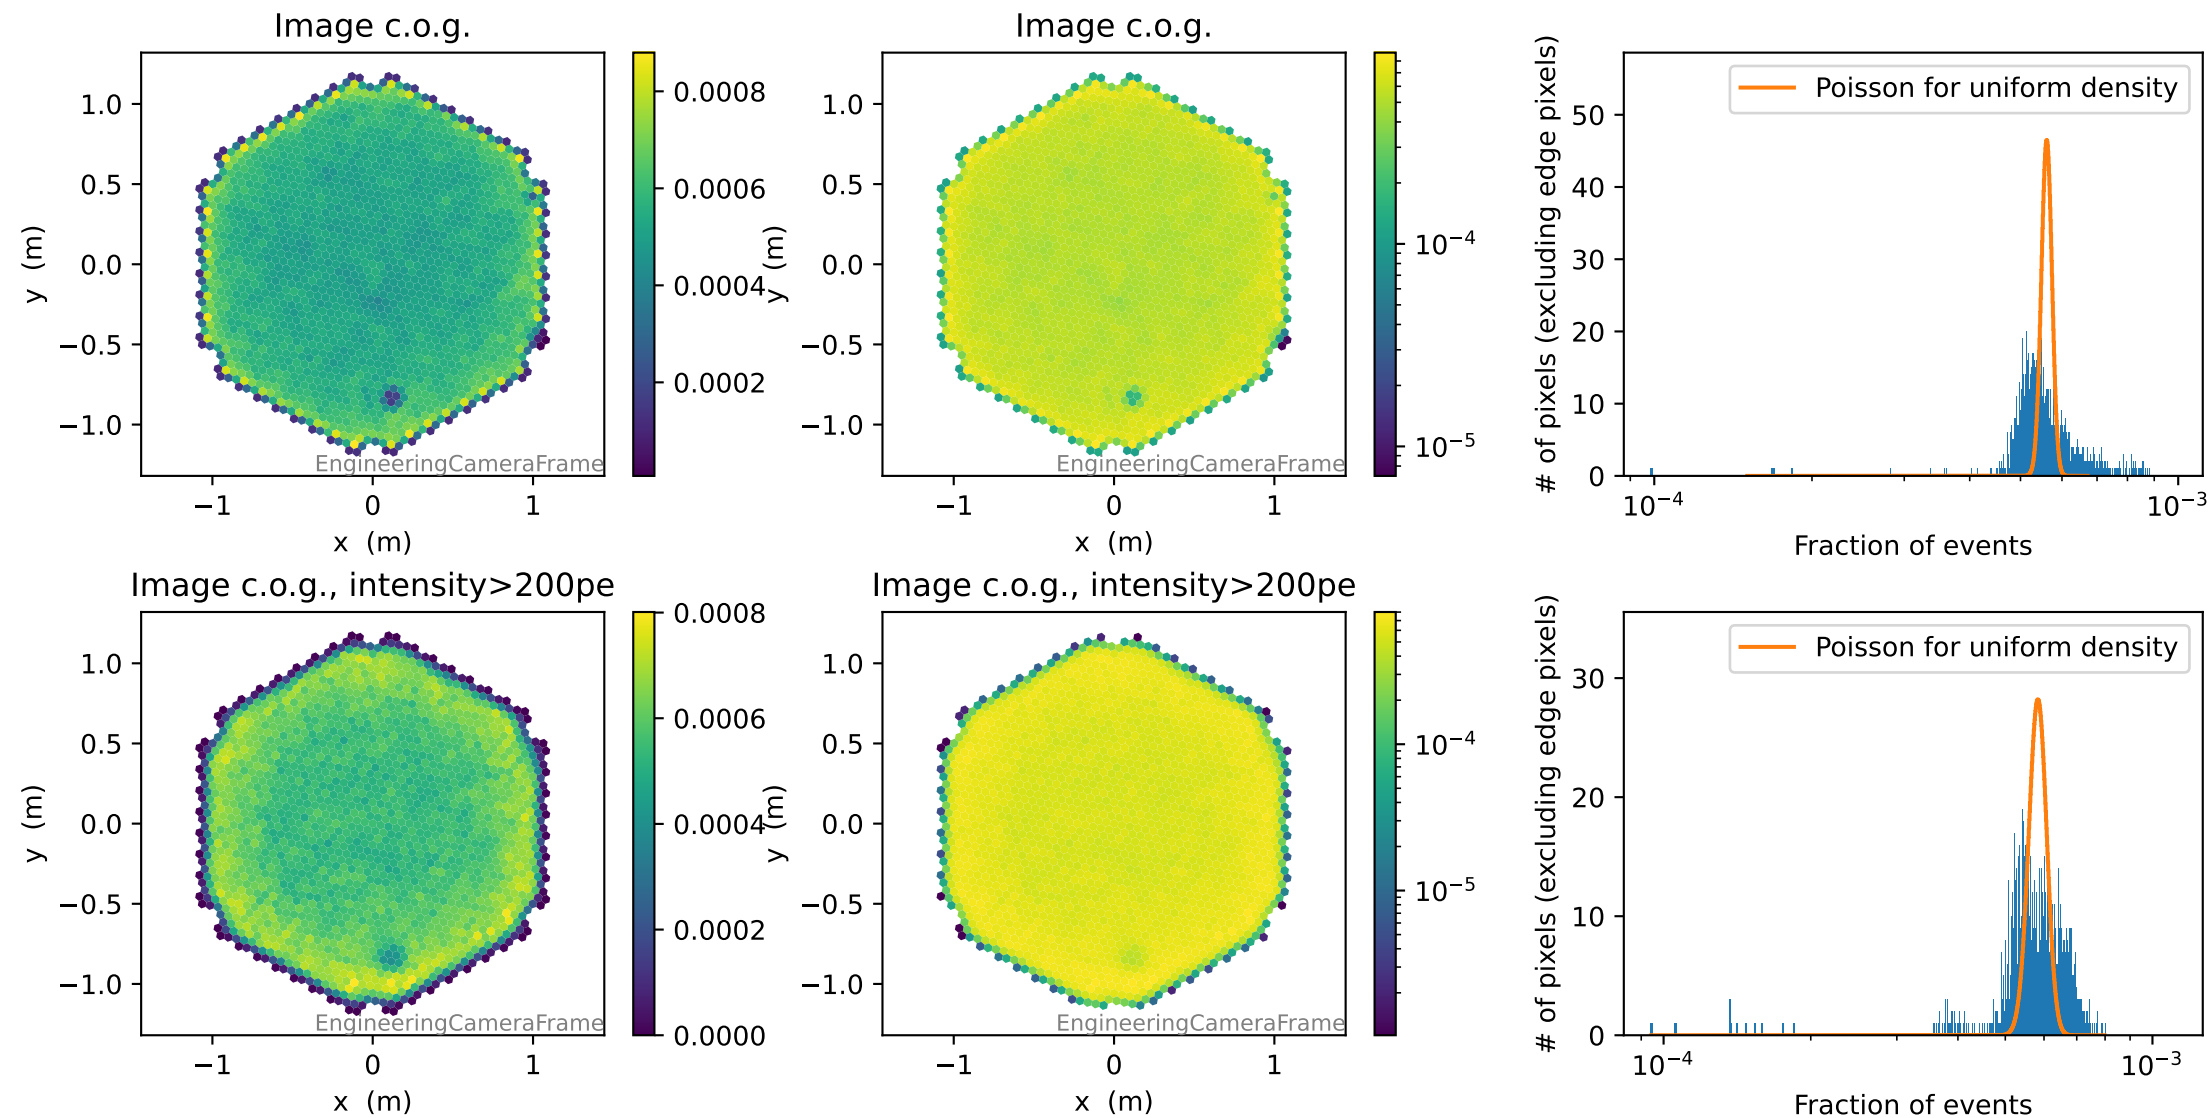 Image c.o.g.
1.0
0.5
0.0
−0.5
−1.0
y (m)
−1
0
1
x (m)
EngineeringCameraFrame
0.0008
0.0006
0.0004
0.0002
Image c.o.g.
1.0
0.5
0.0
−0.5
−1.0
y (m)
−1
0
1
x (m)
EngineeringCameraFrame
10⁻⁴
10⁻⁵
# of pixels (excluding edge pixels)
50
40
30
20
10
0
Poisson for uniform density
10⁻⁴
10⁻³
Fraction of events
Image c.o.g., intensity>200pe
1.0
0.5
0.0
−0.5
−1.0
y (m)
−1
0
1
x (m)
EngineeringCameraFrame
0.0008
0.0006
0.0004
0.0002
0.0000
Image c.o.g., intensity>200pe
1.0
0.5
0.0
−0.5
−1.0
y (m)
−1
0
1
x (m)
EngineeringCameraFrame
10⁻⁴
10⁻⁵
# of pixels (excluding edge pixels)
30
20
10
0
Poisson for uniform density
10⁻⁴
10⁻³
Fraction of events